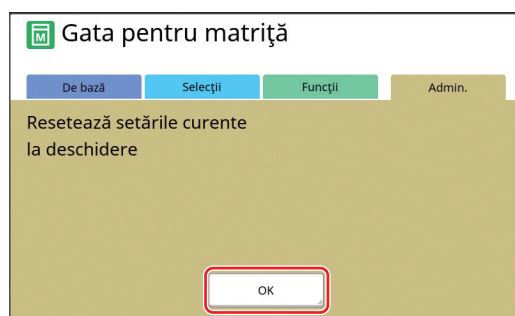 M
Gata pentru matriţă
De bază
Selecţii
Funcţii
Admin.
Resetează setările curente
la deschidere
OK